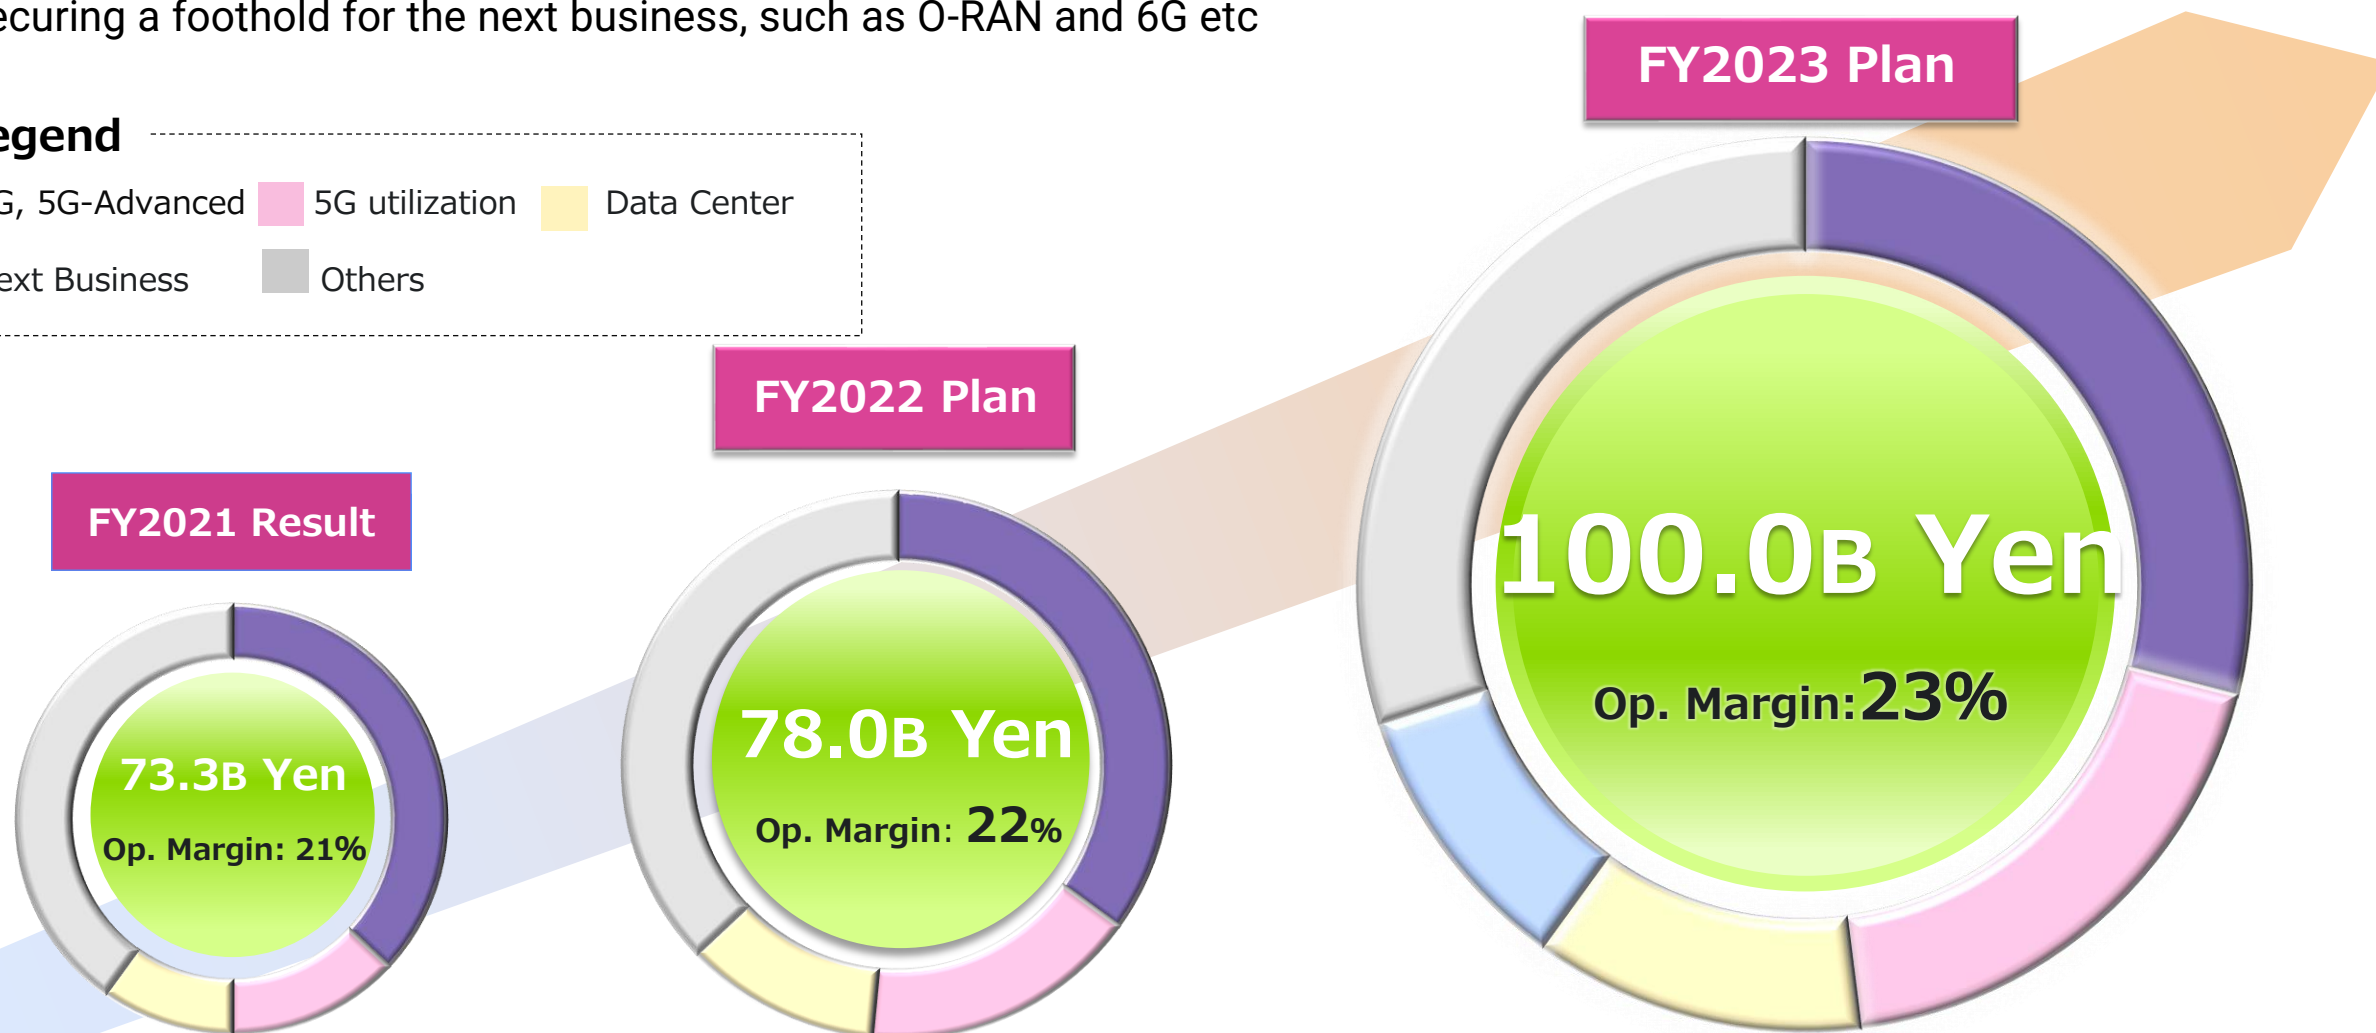 ecuring a foothold for the next business, such as O-RAN and 6G etc
FY2023 Plan
egend
G, 5G-Advanced 5G utilization Data Center
ext Business Others
FY2022 Plan
FY2021 Result
100.0B Yen
Op. Margin:23%
78.0B Yen
Op. Margin: 22%
73.3B Yen
Op. Margin: 21%